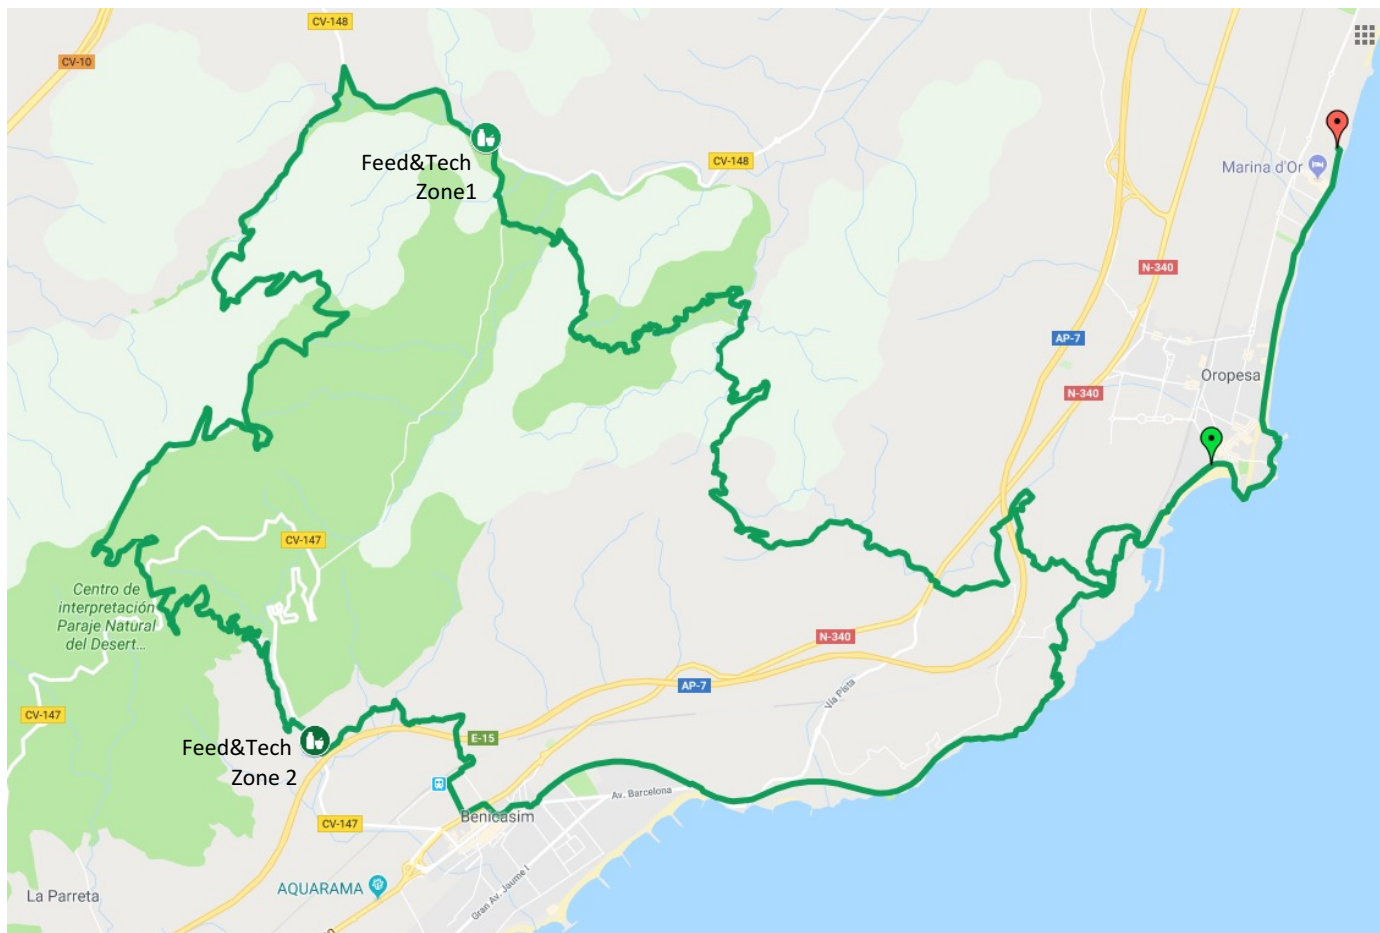 CV-148
CV-10
Feed&Tech
Zone1
CV-148
Marina d'Or
N-340
AP-7
Oropesa
N-340
CV-147
Centro de
interpretación
Paraje Natural
del Desert...
N-340
AP-7
Vía Pista
CV-147
E-15
Feed&Tech
Zone 2
Av. Barcelona
Benicasim
CV-147
AQUARAMA
Gran Av. Jaume I
La Parreta